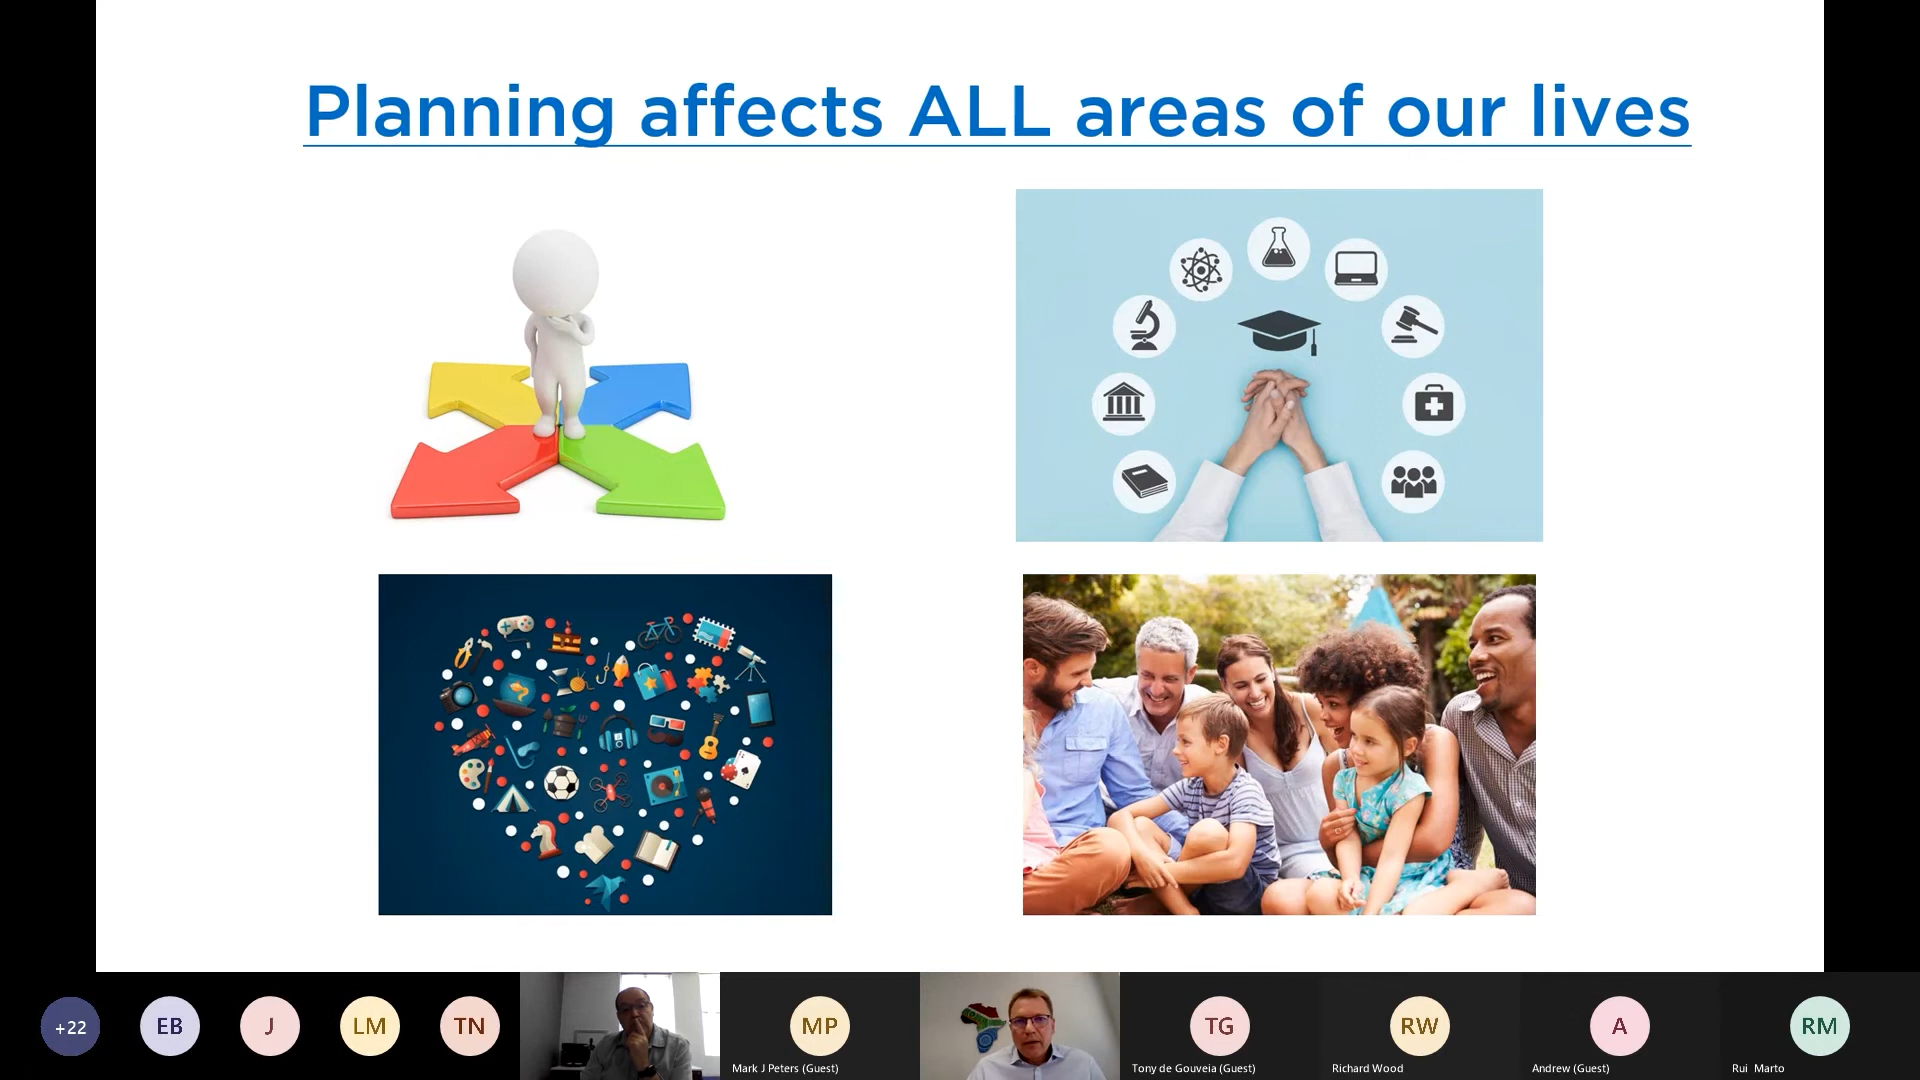 Planning affects ALL areas of our lives
+22
EB
J
LM
TN
MP
Mark J Peters (Guest)
TG
Tony de Gouveia (Guest)
RW
Richard Wood
A
Andrew (Guest)
RM
Rui Marto